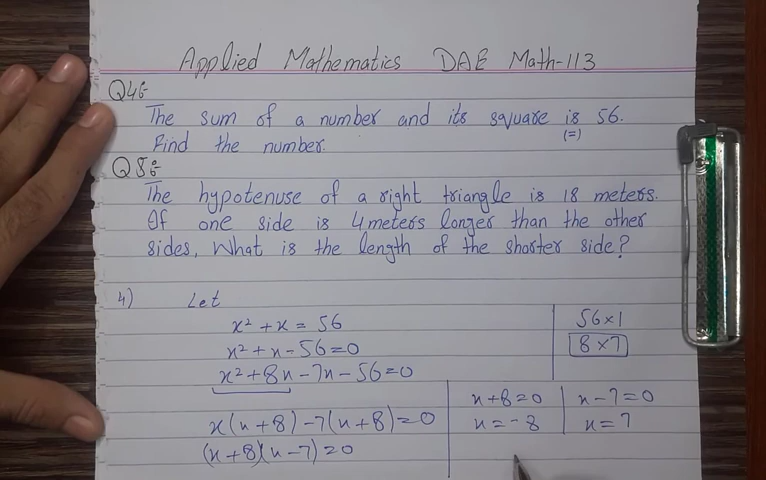 Applied Mathematics DAE Math-113
Q4:-
The sum of a number and its square is 56.
(=)
Find the number.
Q5:-
The hypotenuse of a right triangle is 18 meters.
If one side is 4 meters longer than the other
sides, What is the length of the shorter side?
4) Let
x² + x = 56
x² + x - 56 = 0
x² + 8x - 7x - 56 = 0
x(x + 8) - 7(x + 8) = 0
(x + 8)(x - 7) = 0
56 × 1
8 × 7
x + 8 = 0
x = - 8
x - 7 = 0
x = 7